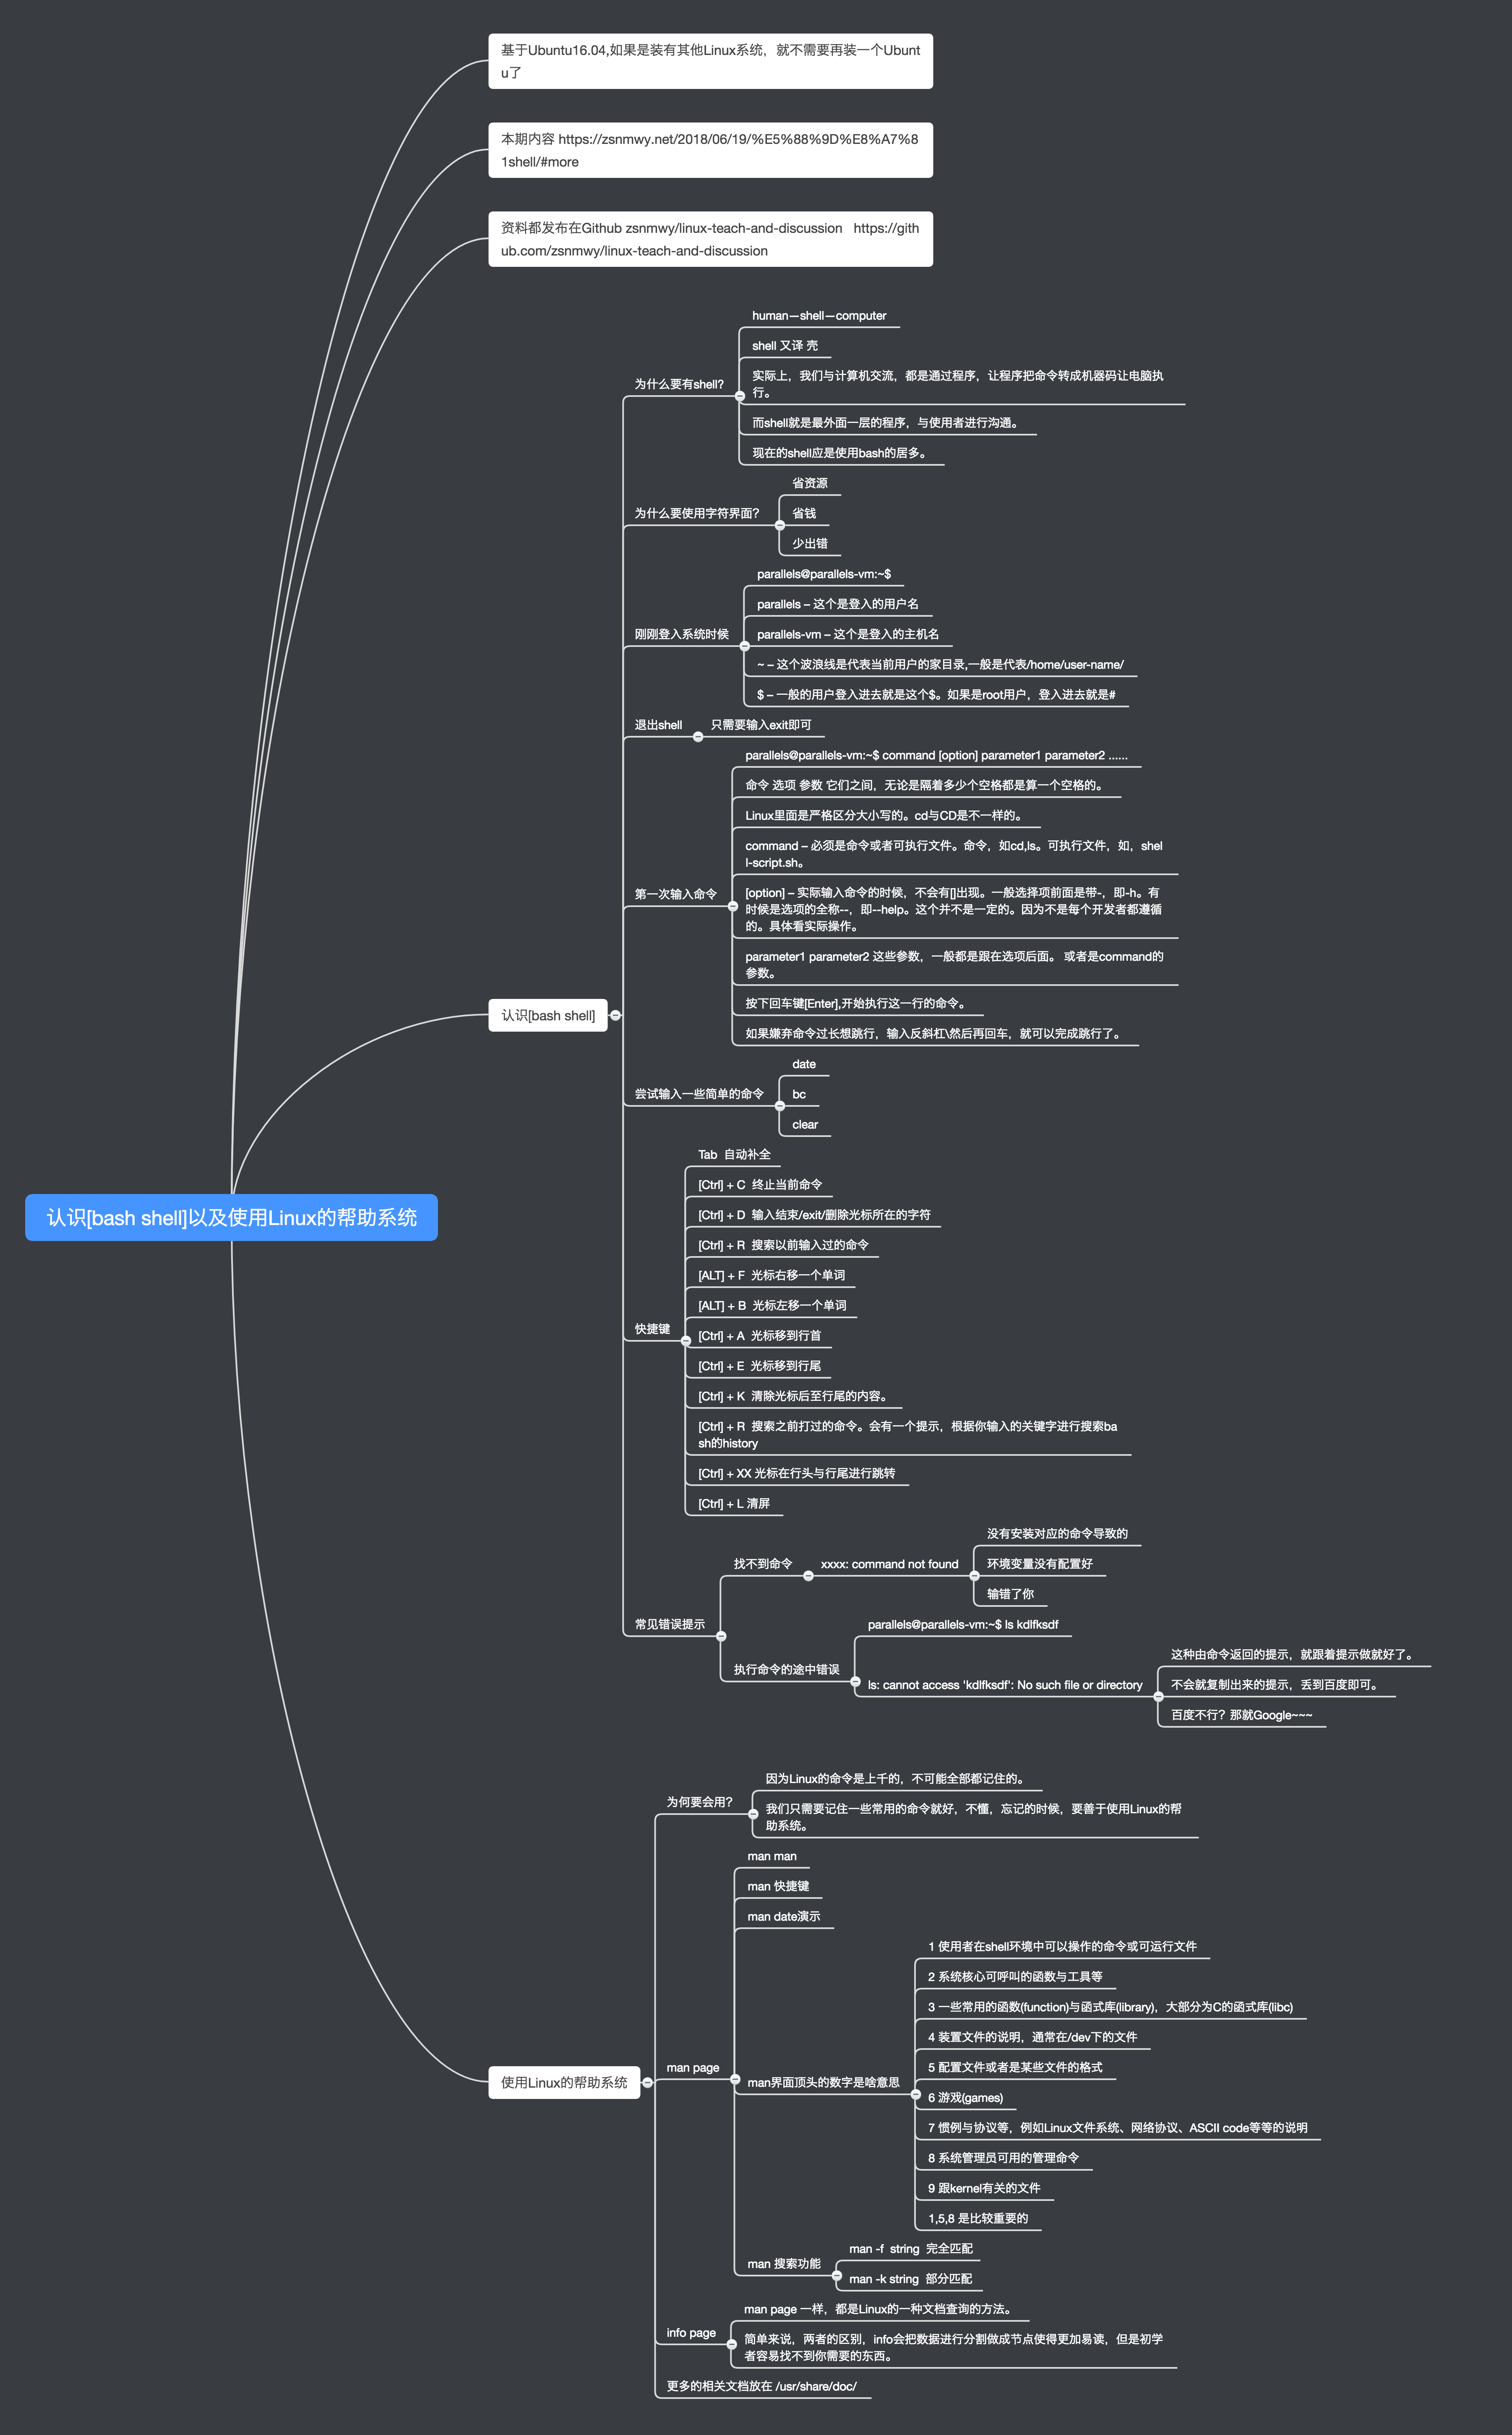 基于Ubuntu16.04,如果是装有其他Linux系统，就不需要再装一个Ubunt
u了
本期内容 https://zsnmwy.net/2018/06/19/%E5%88%9D%E8%A7%8
1shell/#more
资料都发布在Github zsnmwy/linux-teach-and-discussion   https://gith
ub.com/zsnmwy/linux-teach-and-discussion
认识[bash shell]以及使用Linux的帮助系统
认识[bash shell]
为什么要有shell?
human—shell—computer
shell 又译 壳
实际上，我们与计算机交流，都是通过程序，让程序把命令转成机器码让电脑执
行。
而shell就是最外面一层的程序，与使用者进行沟通。
现在的shell应是使用bash的居多。
为什么要使用字符界面?
省资源
省钱
少出错
刚刚登入系统时候
parallels@parallels-vm:~$
parallels – 这个是登入的用户名
parallels-vm – 这个是登入的主机名
~ – 这个波浪线是代表当前用户的家目录,一般是代表/home/user-name/
$ – 一般的用户登入进去就是这个$。如果是root用户，登入进去就是#
退出shell
只需要输入exit即可
第一次输入命令
parallels@parallels-vm:~$ command [option] parameter1 parameter2 ......
命令 选项 参数 它们之间，无论是隔着多少个空格都是算一个空格的。
Linux里面是严格区分大小写的。cd与CD是不一样的。
command – 必须是命令或者可执行文件。命令，如cd,ls。可执行文件，如，shel
l-script.sh。
[option] – 实际输入命令的时候，不会有[]出现。一般选择项前面是带-，即-h。有
时候是选项的全称--，即--help。这个并不是一定的。因为不是每个开发者都遵循
的。具体看实际操作。
parameter1 parameter2 这些参数，一般都是跟在选项后面。 或者是command的
参数。
按下回车键[Enter],开始执行这一行的命令。
如果嫌弃命令过长想跳行，输入反斜杠\然后再回车，就可以完成跳行了。
尝试输入一些简单的命令
date
bc
clear
快捷键
Tab  自动补全
[Ctrl] + C  终止当前命令
[Ctrl] + D  输入结束/exit/删除光标所在的字符
[Ctrl] + R  搜索以前输入过的命令
[ALT] + F  光标右移一个单词
[ALT] + B  光标左移一个单词
[Ctrl] + A  光标移到行首
[Ctrl] + E  光标移到行尾
[Ctrl] + K  清除光标后至行尾的内容。
[Ctrl] + R  搜索之前打过的命令。会有一个提示，根据你输入的关键字进行搜索ba
sh的history
[Ctrl] + XX 光标在行头与行尾进行跳转
[Ctrl] + L 清屏
常见错误提示
找不到命令
xxxx: command not found
没有安装对应的命令导致的
环境变量没有配置好
输错了你
执行命令的途中错误
parallels@parallels-vm:~$ ls kdlfksdf
ls: cannot access 'kdlfksdf': No such file or directory
这种由命令返回的提示，就跟着提示做就好了。
不会就复制出来的提示，丢到百度即可。
百度不行？那就Google~~~
使用Linux的帮助系统
为何要会用?
因为Linux的命令是上千的，不可能全部都记住的。
我们只需要记住一些常用的命令就好，不懂，忘记的时候，要善于使用Linux的帮
助系统。
man page
man man
man 快捷键
man date演示
man界面顶头的数字是啥意思
1 使用者在shell环境中可以操作的命令或可运行文件
2 系统核心可呼叫的函数与工具等
3 一些常用的函数(function)与函式库(library)，大部分为C的函式库(libc)
4 装置文件的说明，通常在/dev下的文件
5 配置文件或者是某些文件的格式
6 游戏(games)
7 惯例与协议等，例如Linux文件系统、网络协议、ASCII code等等的说明
8 系统管理员可用的管理命令
9 跟kernel有关的文件
1,5,8 是比较重要的
man 搜索功能
man -f  string  完全匹配
man -k string  部分匹配
info page
man page 一样，都是Linux的一种文档查询的方法。
简单来说，两者的区别，info会把数据进行分割做成节点使得更加易读，但是初学
者容易找不到你需要的东西。
更多的相关文档放在 /usr/share/doc/